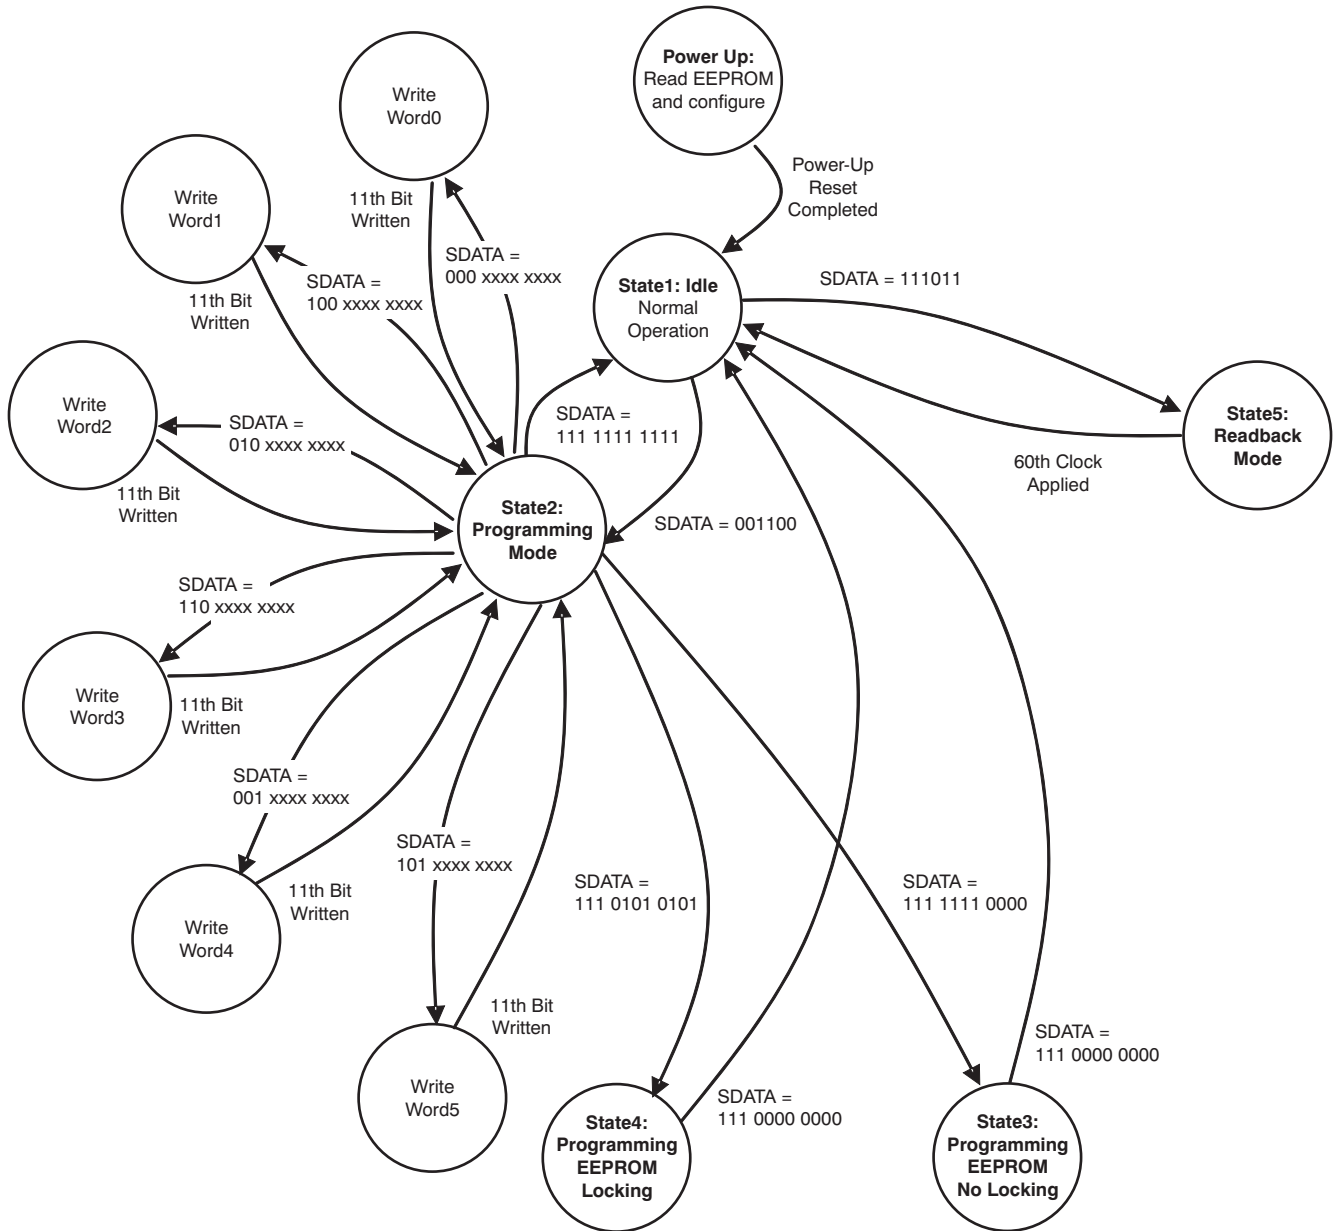 Power Up:
Read EEPROM
and configure
Write
Word0
Power-Up
Reset
Completed
Write
Word1
11th Bit
Written
SDATA =
000 xxxx xxxx
State1: Idle
Normal
Operation
SDATA = 111011
SDATA =
100 xxxx xxxx
11th Bit
Written
Write
Word2
SDATA =
010 xxxx xxxx
SDATA =
111 1111 1111
State5:
Readback
Mode
60th Clock
Applied
11th Bit
Written
State2:
Programming
Mode
SDATA = 001100
SDATA =
110 xxxx xxxx
Write
Word3
11th Bit
Written
SDATA =
001 xxxx xxxx
SDATA =
101 xxxx xxxx
11th Bit
Written
SDATA =
111 0101 0101
SDATA =
111 1111 0000
Write
Word4
11th Bit
Written
SDATA =
111 0000 0000
Write
Word5
SDATA =
111 0000 0000
State4:
Programming
EEPROM
Locking
State3:
Programming
EEPROM
No Locking